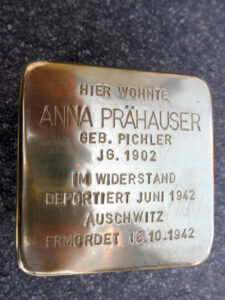 HIER WOHNTE
ANNA PRÄHAUSER
GEB. PICHLER
JG. 1902
IM WIDERSTAND
DEPORTIERT JUNI 1942
AUSCHWITZ
ERMORDET 16.10.1942